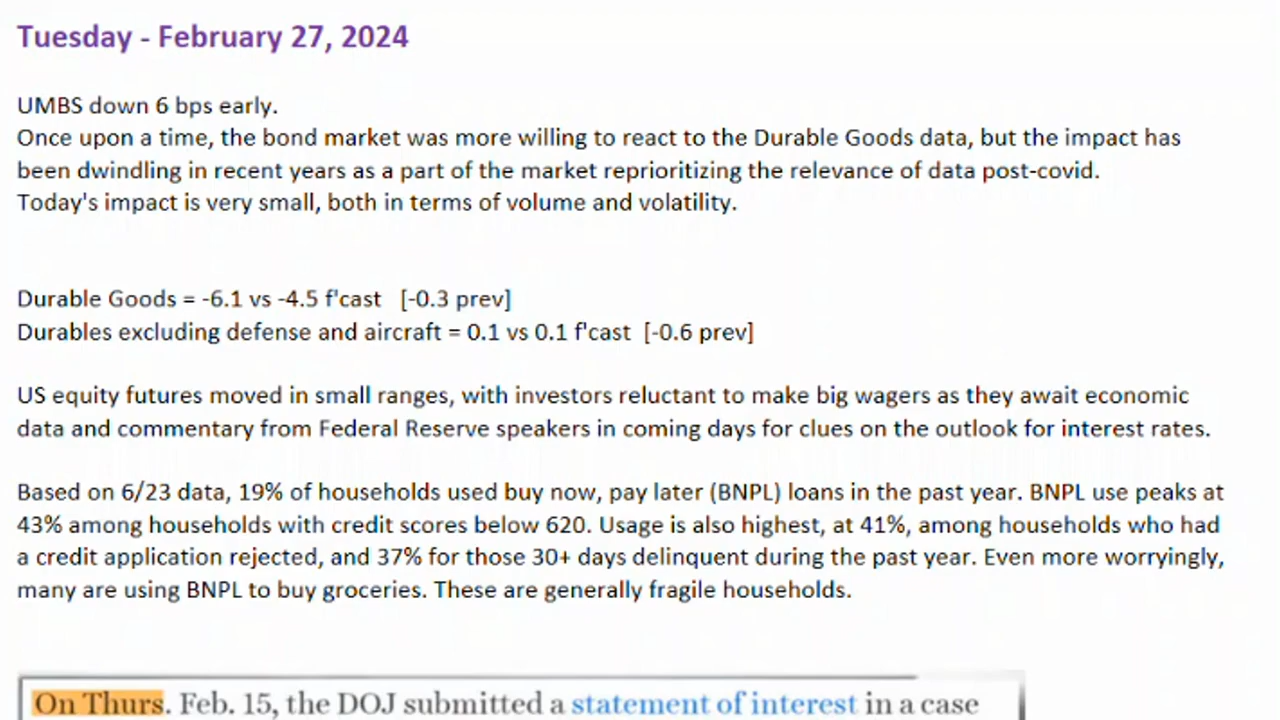 Tuesday - February 27, 2024
UMBS down 6 bps early.
Once upon a time, the bond market was more willing to react to the Durable Goods data, but the impact has
been dwindling in recent years as a part of the market reprioritizing the relevance of data post-covid.
Today's impact is very small, both in terms of volume and volatility.
Durable Goods = -6.1 vs -4.5 f'cast [-0.3 prev]
Durables excluding defense and aircraft = 0.1 vs 0.1 f'cast [-0.6 prev]
US equity futures moved in small ranges, with investors reluctant to make big wagers as they await economic
data and commentary from Federal Reserve speakers in coming days for clues on the outlook for interest rates.
Based on 6/23 data, 19% of households used buy now, pay later (BNPL) loans in the past year. BNPL use peaks at
43% among households with credit scores below 620. Usage is also highest, at 41%, among households who had
a credit application rejected, and 37% for those 30+ days delinquent during the past year. Even more worryingly,
many are using BNPL to buy groceries. These are generally fragile households.
On Thurs. Feb. 15, the DOJ submitted a statement of interest in a case